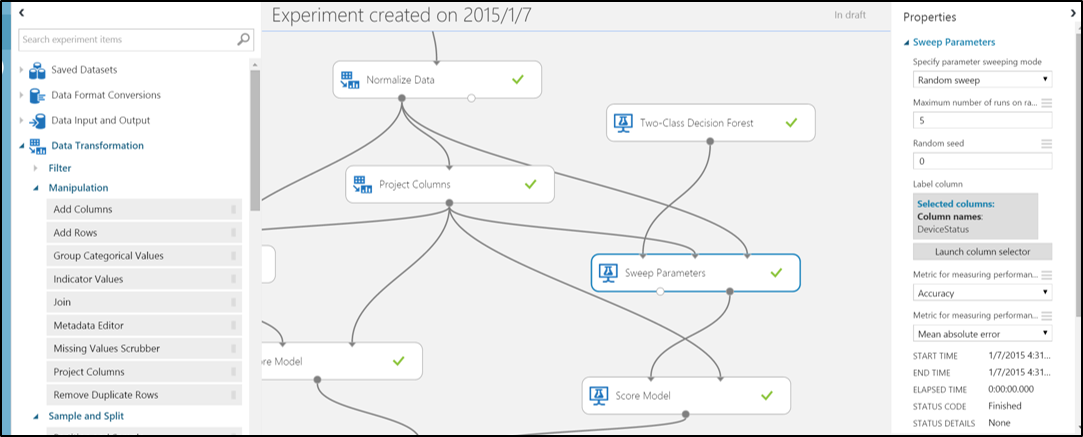 Experiment created on 2015/1/7
In draft
Search experiment items
Saved Datasets
Data Format Conversions
Data Input and Output
Data Transformation
Filter
Manipulation
Add Columns
Add Rows
Group Categorical Values
Indicator Values
Join
Metadata Editor
Missing Values Scrubber
Project Columns
Remove Duplicate Rows
Sample and Split
Normalize Data
Two-Class Decision Forest
Project Columns
Sweep Parameters
re Model
Score Model
Properties
Sweep Parameters
Specify parameter sweeping mode
Random sweep
Maximum number of runs on ra...
5
Random seed
0
Label column
Selected columns:
Column names:
DeviceStatus
Launch column selector
Metric for measuring performan...
Accuracy
Metric for measuring performan...
Mean absolute error
START TIME 1/7/2015 4:31...
END TIME 1/7/2015 4:31...
ELAPSED TIME 0:00:00.000
STATUS CODE Finished
STATUS DETAILS None